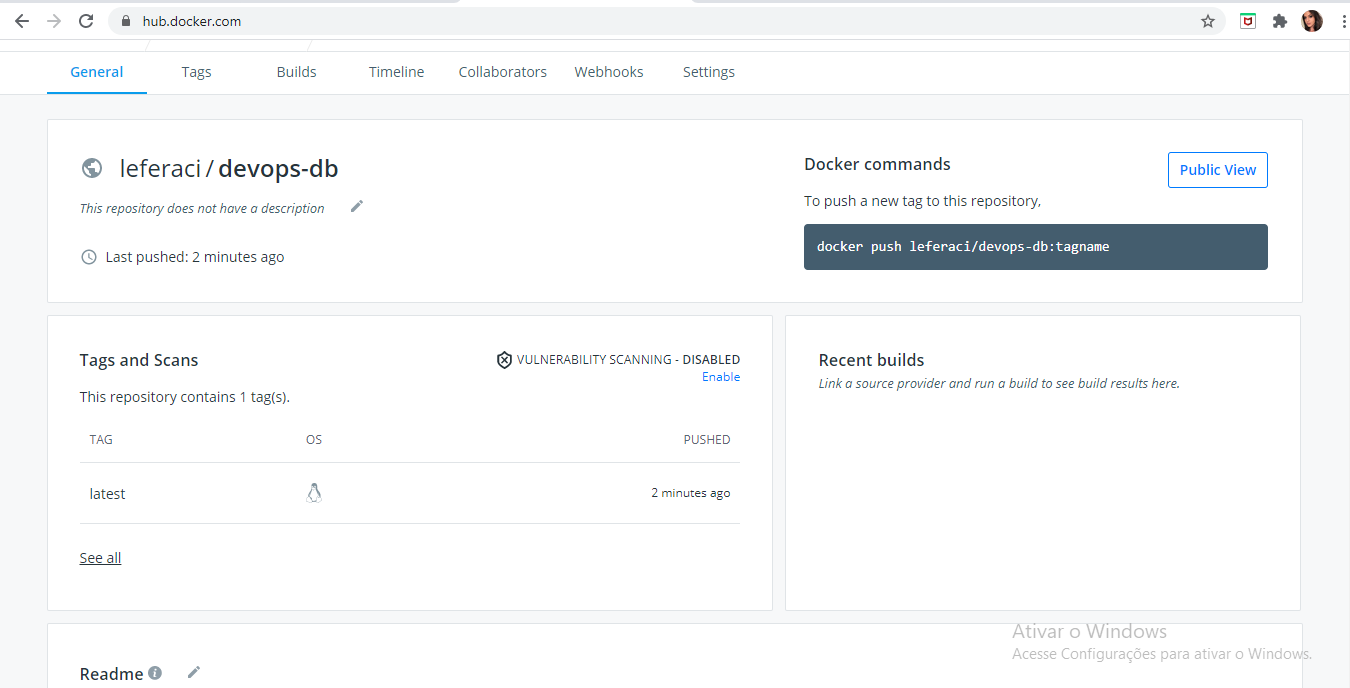 hub.docker.com
General Tags Builds Timeline Collaborators Webhooks Settings
leferaci / devops-db
This repository does not have a description
Last pushed: 2 minutes ago
Docker commands
Public View
To push a new tag to this repository,
docker push leferaci/devops-db:tagname
Tags and Scans
VULNERABILITY SCANNING - DISABLED
Enable
This repository contains 1 tag(s).
TAG OS PUSHED
latest 2 minutes ago
See all
Recent builds
Link a source provider and run a build to see build results here.
Readme
Ativar o Windows
Acesse Configurações para ativar o Windows.